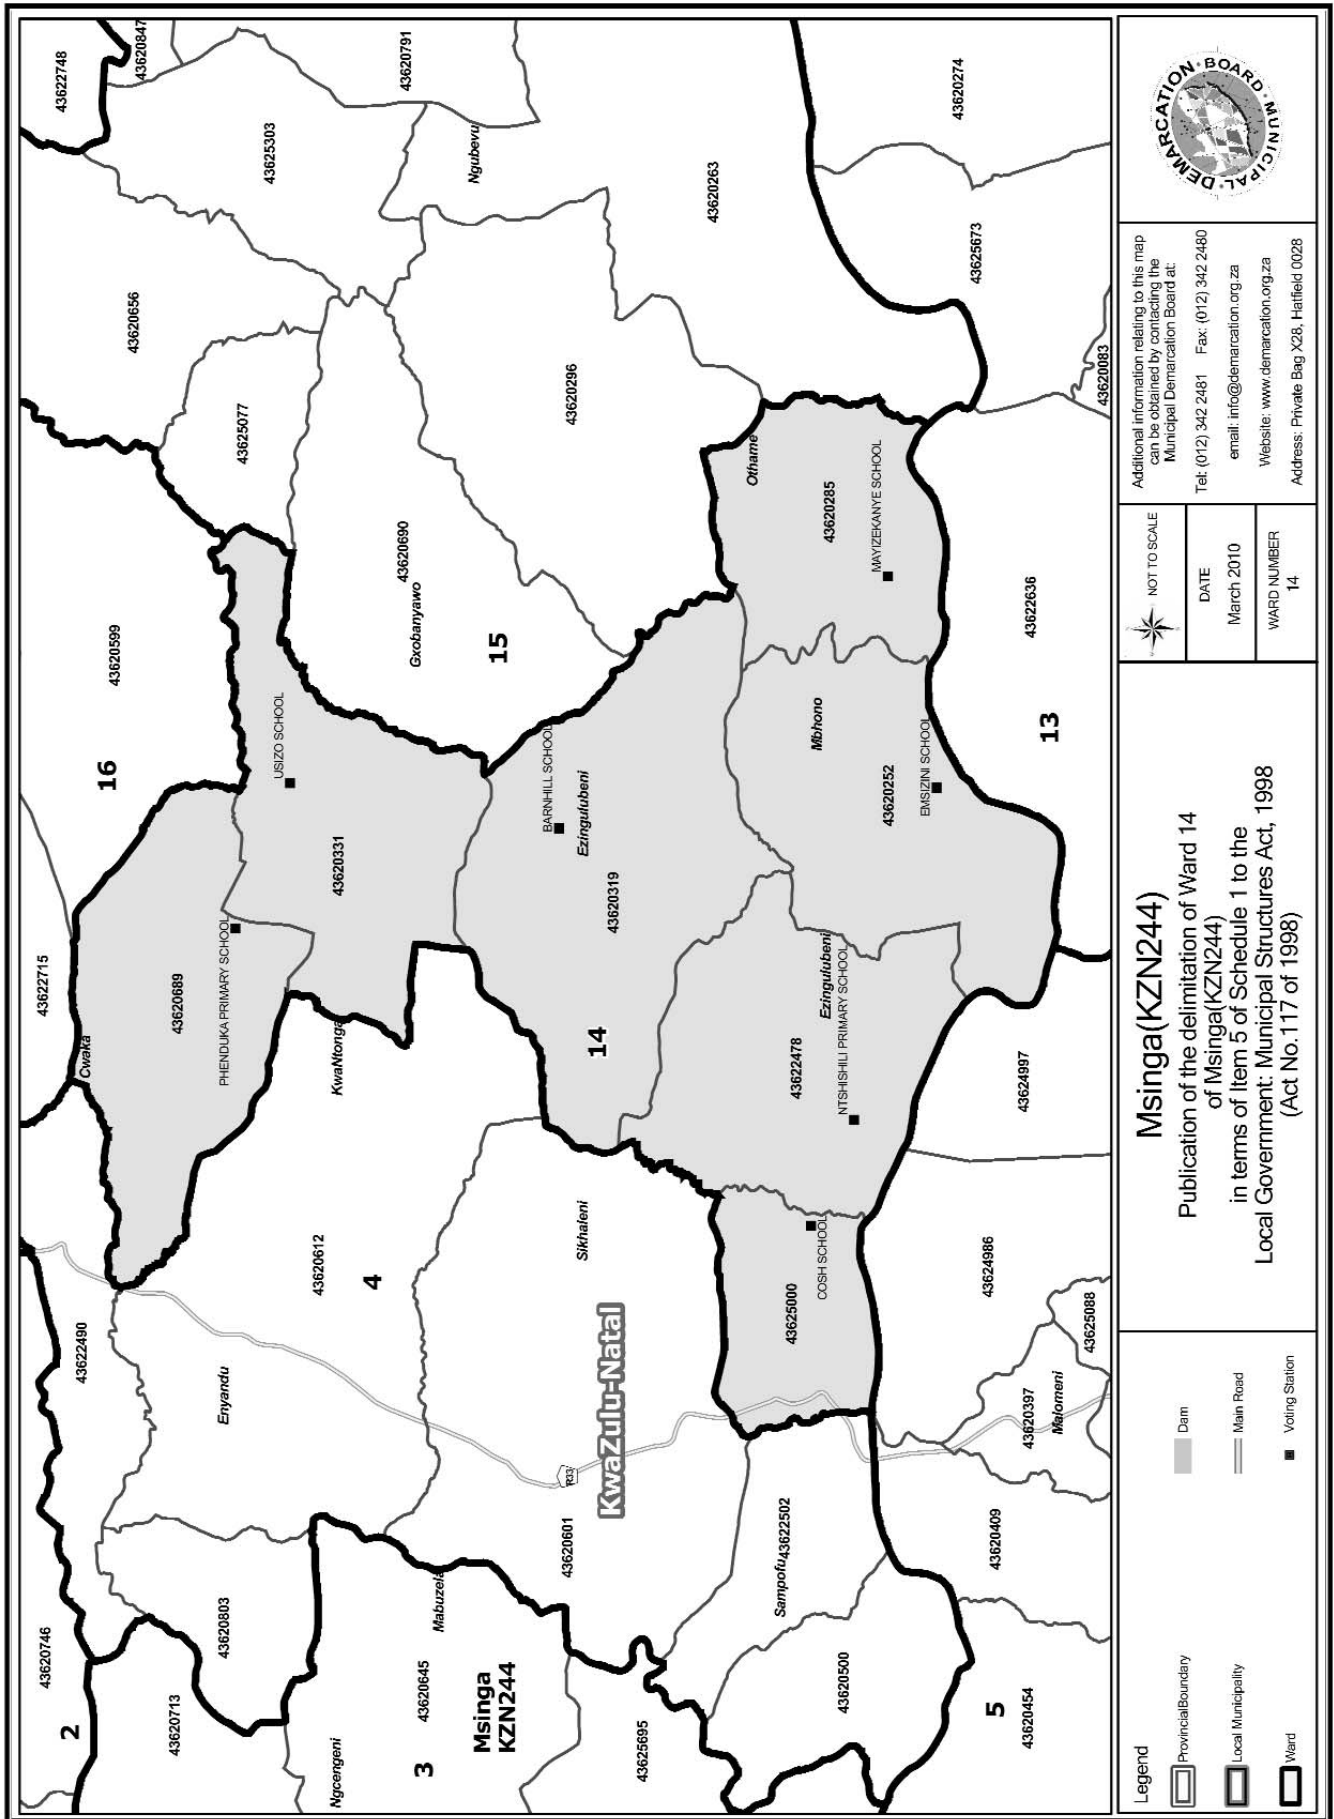 43620746
2
43620713
43620803
43622490
Enyandu
Ngcengeni
3
43620645
Mabuzela
Msinga
KZN244
43625695
43620601
R33
KwaZulu-Natal
43620612
4
Sikhaleni
Sampofu
43622502
43620500
5
43620454
43620409
43620397
Malomeni
43625088
43624986
43624997
43625000
COSH SCHOOL
43622478
Ezingulubeni
NTSHISHILI PRIMARY SCHOOL
14
43620319
Ezingulubeni
BARNHILL SCHOOL
KwaNtonga
43620331
USIZO SCHOOL
PHENDUKA PRIMARY SCHOOL
43620689
Cwaka
43622715
16
43620599
43620656
43625077
43620690
Gxobanyawo
15
43620296
Mbhono
43620252
EMSIZINI SCHOOL
Othame
43620285
MAYIZEKANYE SCHOOL
13
43622636
43620083
43625673
43620274
43620263
Ngubevu
43620791
43625303
43620847
43622748
Legend
ProvincialBoundary
Local Municipality
Ward
Dam
Main Road
Voting Station
Msinga(KZN244)
Publication of the delimitation of Ward 14
of Msinga(KZN244)
in terms of Item 5 of Schedule 1 to the
Local Government: Municipal Structures Act, 1998
(Act No.117 of 1998)
NOT TO SCALE
DATE
March 2010
WARD NUMBER
14
Additional information relating to this map
can be obtained by contacting the
Municipal Demarcation Board at:
Tel: (012) 342 2481 Fax: (012) 342 2480
email: info@demarcation.org.za
Website: www.demarcation.org.za
Address: Private Bag X28, Hatfield 0028
MUNICIPAL • DEMARCATION • BOARD •